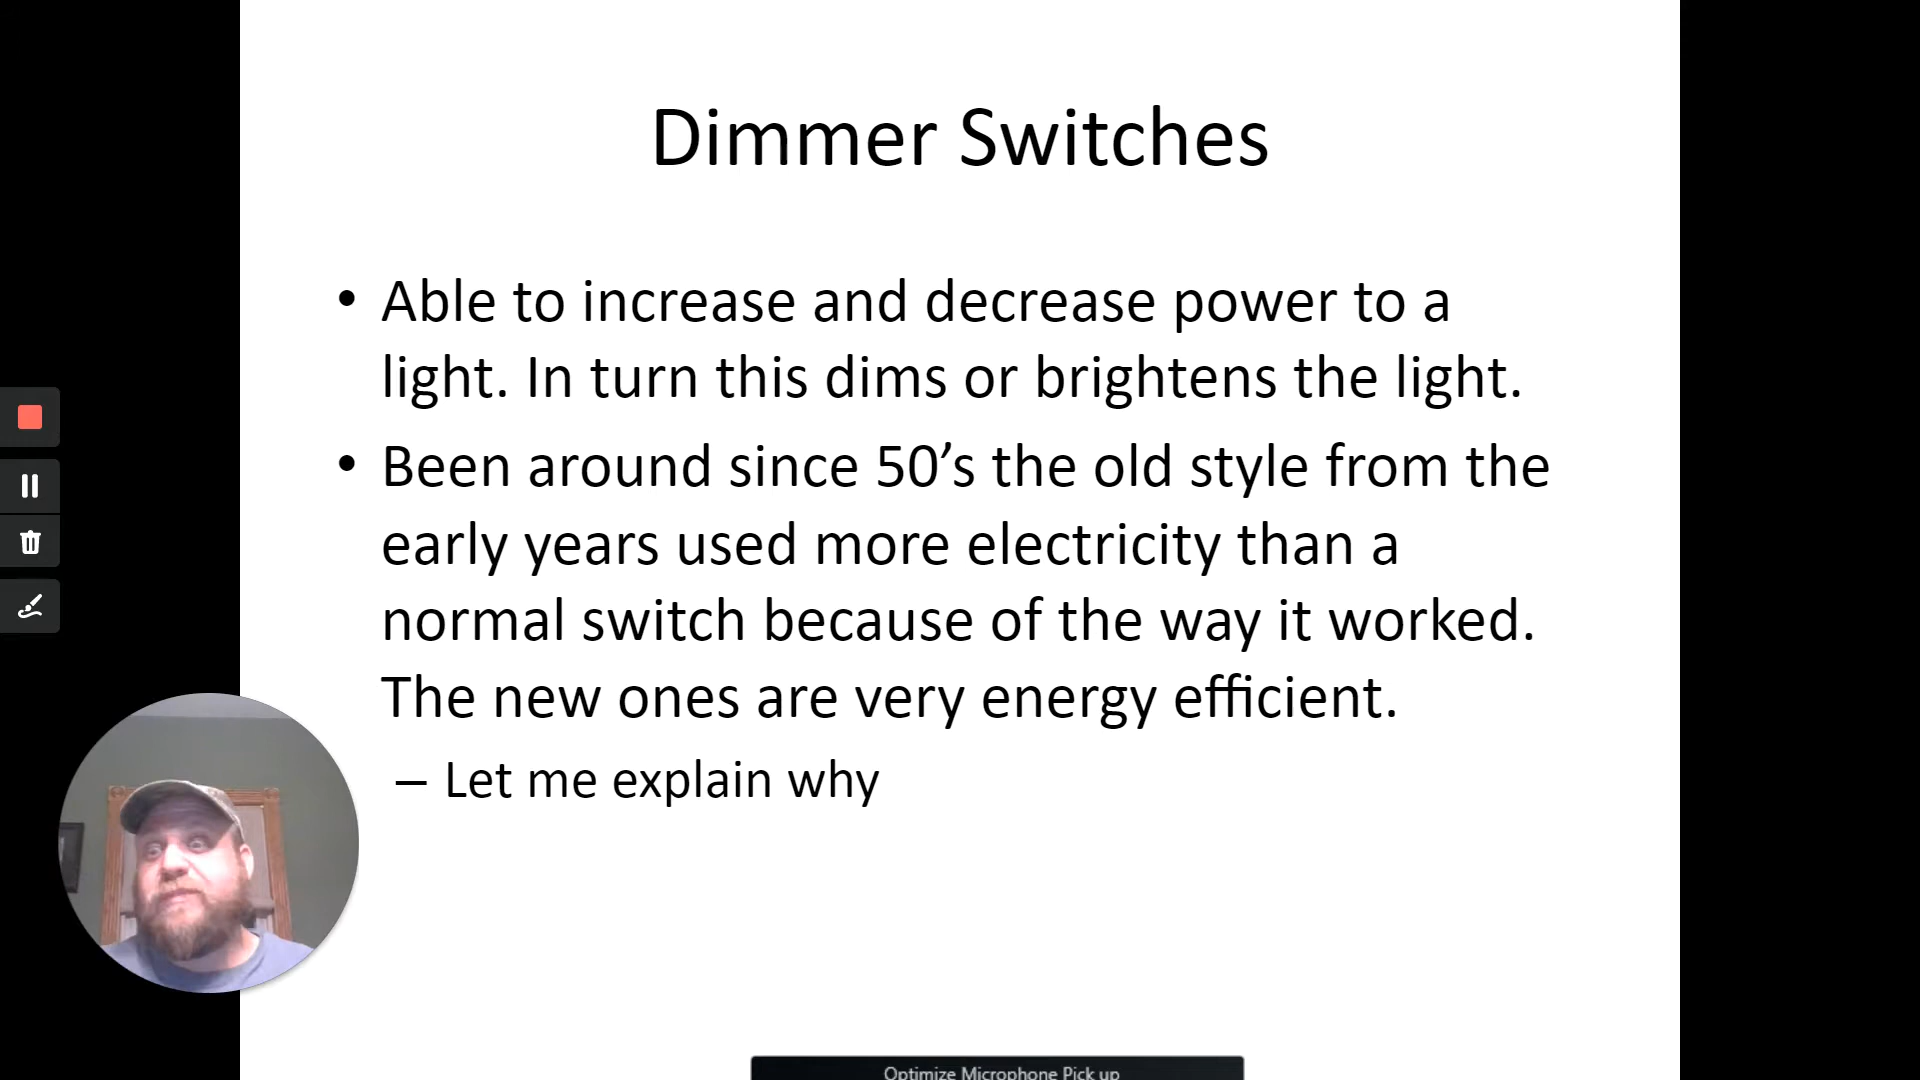 Dimmer Switches
• Able to increase and decrease power to a
light. In turn this dims or brightens the light.
• Been around since 50’s the old style from the
early years used more electricity than a
normal switch because of the way it worked.
The new ones are very energy efficient.
– Let me explain why
Optimize Microphone Pick up